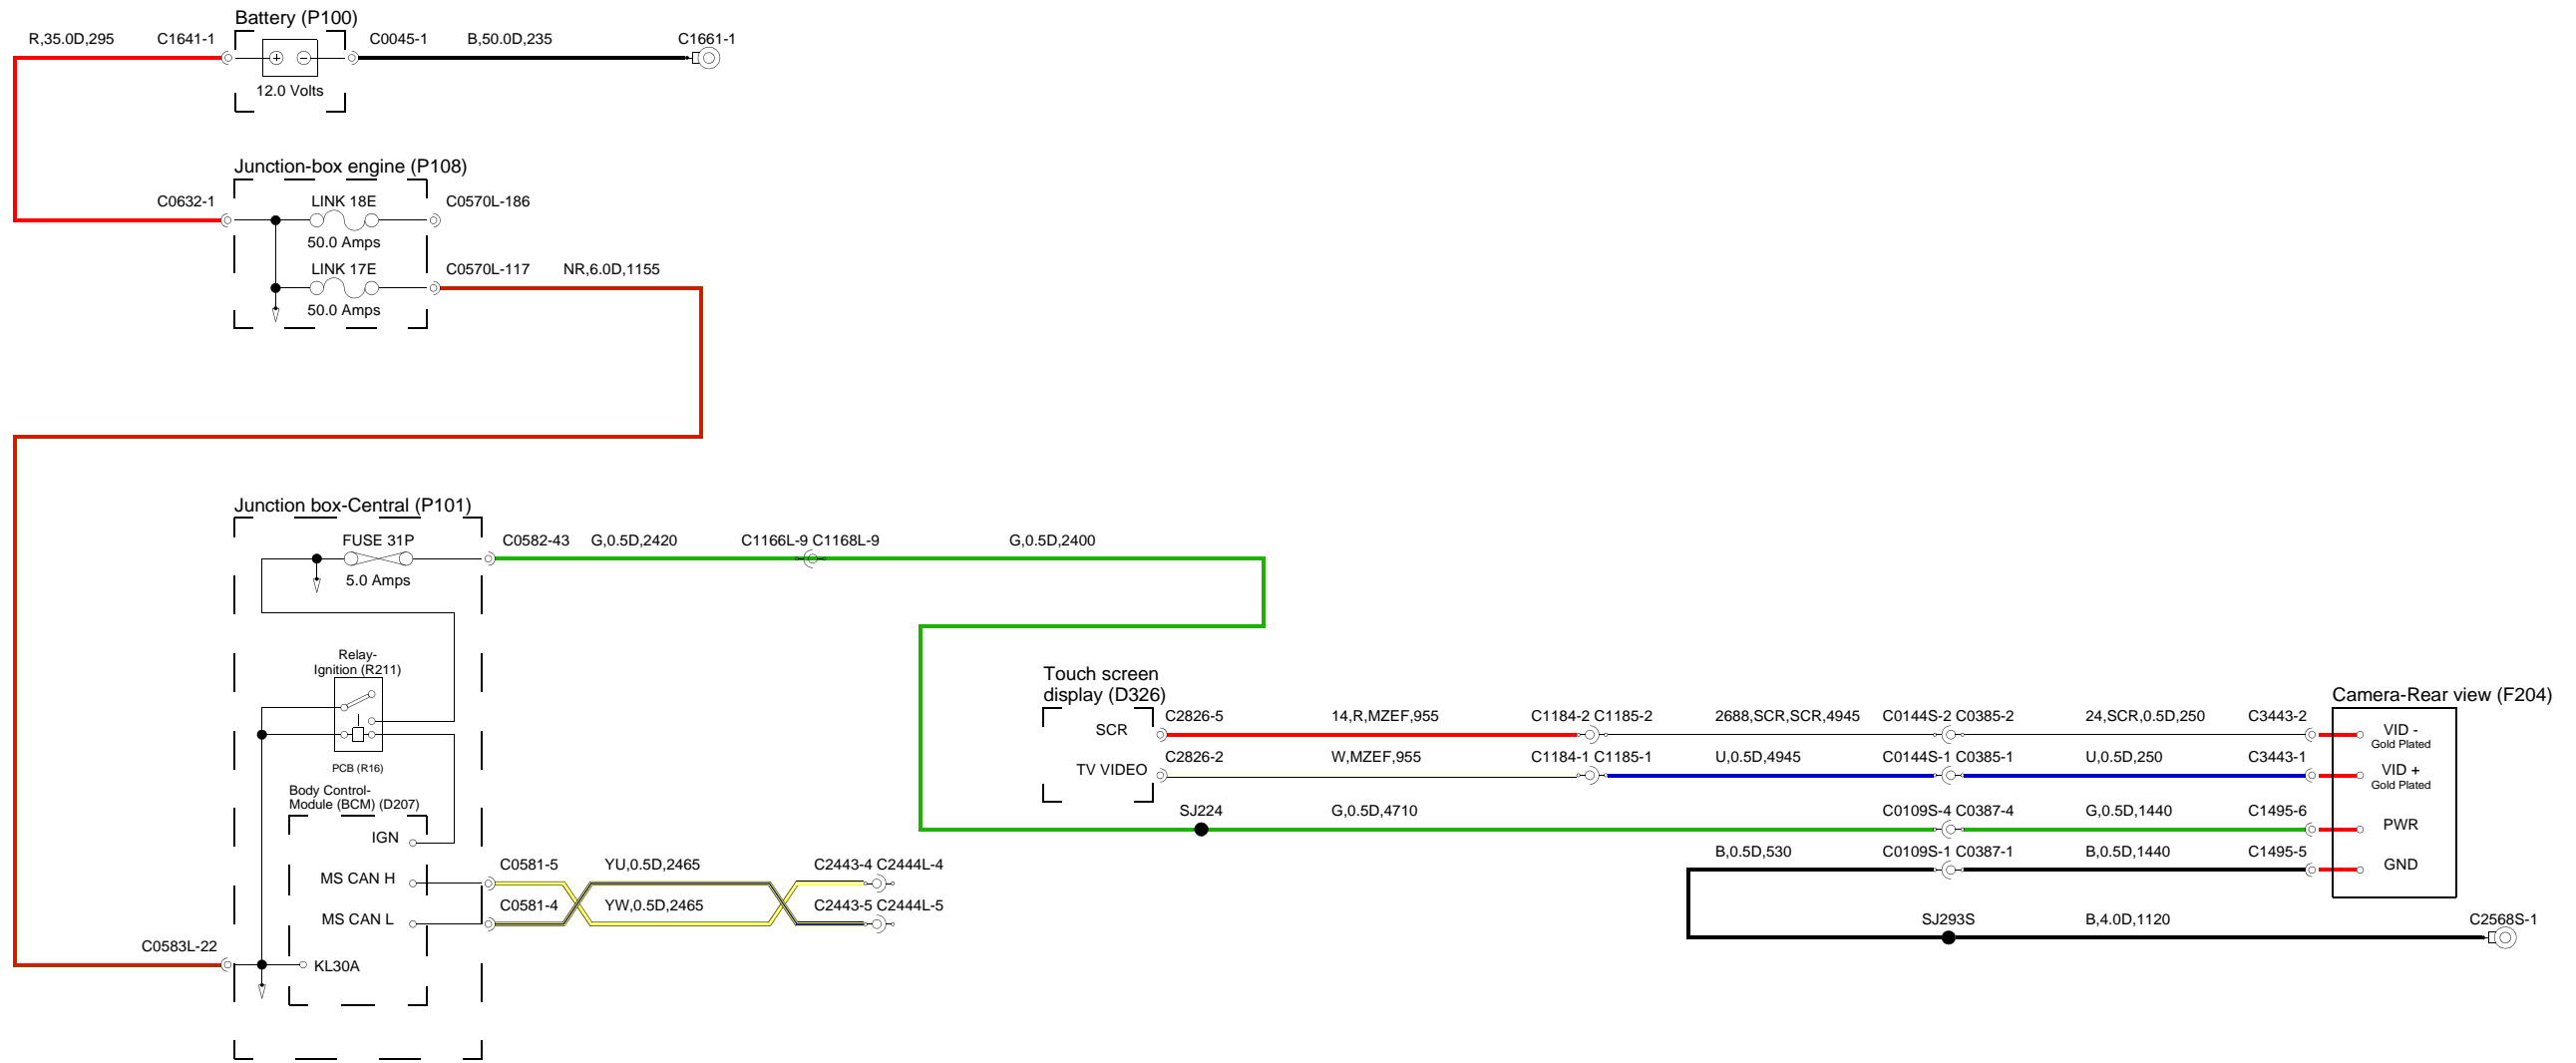 Battery (P100)
R,35.0D,295
C1641-1
C0045-1
B,50.0D,235
C1661-1
12.0 Volts
Junction-box engine (P108)
C0632-1
LINK 18E
C0570L-186
50.0 Amps
LINK 17E
C0570L-117
NR,6.0D,1155
50.0 Amps
Junction box-Central (P101)
FUSE 31P
C0582-43
G,0.5D,2420
C1166L-9 C1168L-9
G,0.5D,2400
5.0 Amps
Relay-
Ignition (R211)
PCB (R16)
Body Control-
Module (BCM) (D207)
IGN
MS CAN H
MS CAN L
KL30A
C0583L-22
C0581-5
YU,0.5D,2465
C2443-4 C2444L-4
C0581-4
YW,0.5D,2465
C2443-5 C2444L-5
Touch screen
display (D326)
SCR
TV VIDEO
C2826-5
14,R,MZEF,955
C1184-2 C1185-2
2688,SCR,SCR,4945
C0144S-2 C0385-2
24,SCR,0.5D,250
C3443-2
C2826-2
W,MZEF,955
C1184-1 C1185-1
U,0.5D,4945
C0144S-1 C0385-1
U,0.5D,250
C3443-1
SJ224
G,0.5D,4710
C0109S-4 C0387-4
G,0.5D,1440
C1495-6
B,0.5D,530
C0109S-1 C0387-1
B,0.5D,1440
C1495-5
Camera-Rear view (F204)
VID -
Gold Plated
VID +
Gold Plated
PWR
GND
SJ293S
B,4.0D,1120
C2568S-1